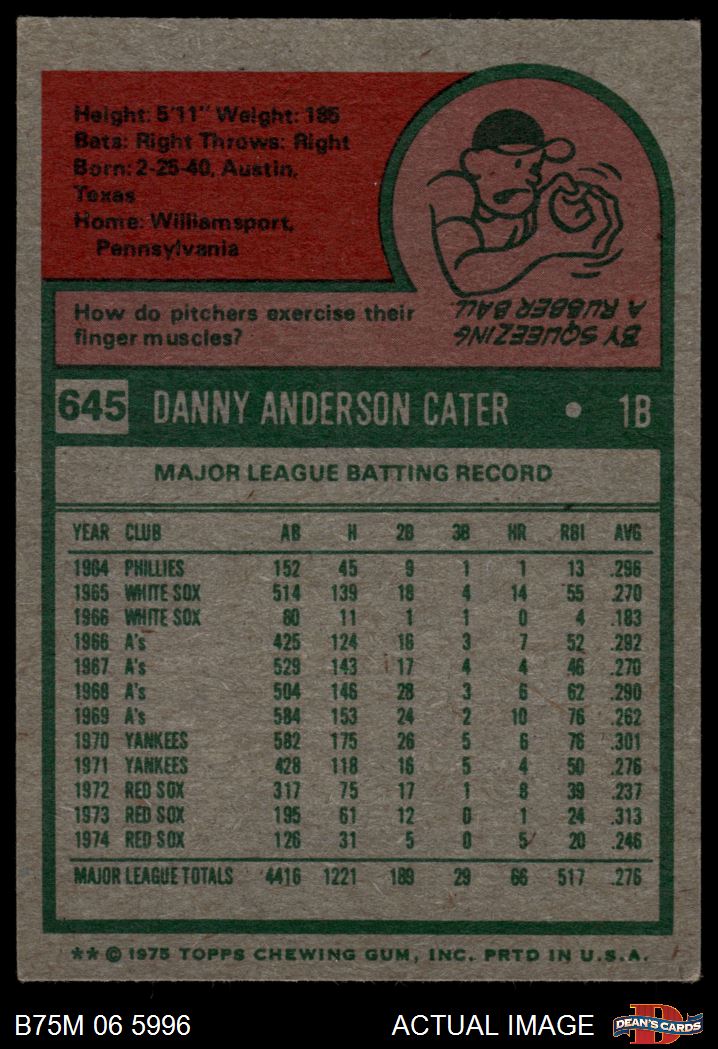 Height: 5'11" Weight: 185
Bats: Right Throws: Right
Born: 2-25-40, Austin,
Texas
Home: Williamsport,
Pennsylvania
How do pitchers exercise their
finger muscles?
BY SQUEEZING
A RUBBER BALL
645 DANNY ANDERSON CATER • 1B
MAJOR LEAGUE BATTING RECORD
YEAR CLUB AB H 2B 3B HR RBI AVG
1964 PHILLIES 152 45 9 1 1 13 .296
1965 WHITE SOX 514 139 18 4 14 55 .270
1966 WHITE SOX 60 11 1 1 0 4 .183
1966 A's 425 124 16 3 7 52 .292
1967 A's 529 143 17 4 4 46 .270
1968 A's 504 146 28 3 6 62 .290
1969 A's 584 153 24 2 10 76 .262
1970 YANKEES 582 175 26 5 6 76 .301
1971 YANKEES 428 118 16 5 4 50 .276
1972 RED SOX 317 75 17 1 8 39 .237
1973 RED SOX 195 61 12 0 1 24 .313
1974 RED SOX 126 31 5 0 5 20 .246
MAJOR LEAGUE TOTALS 4416 1221 189 29 66 517 .276
** © 1975 TOPPS CHEWING GUM, INC. PRTD IN U.S.A.
B75M 06 5996 ACTUAL IMAGE DEAN'S CARDS